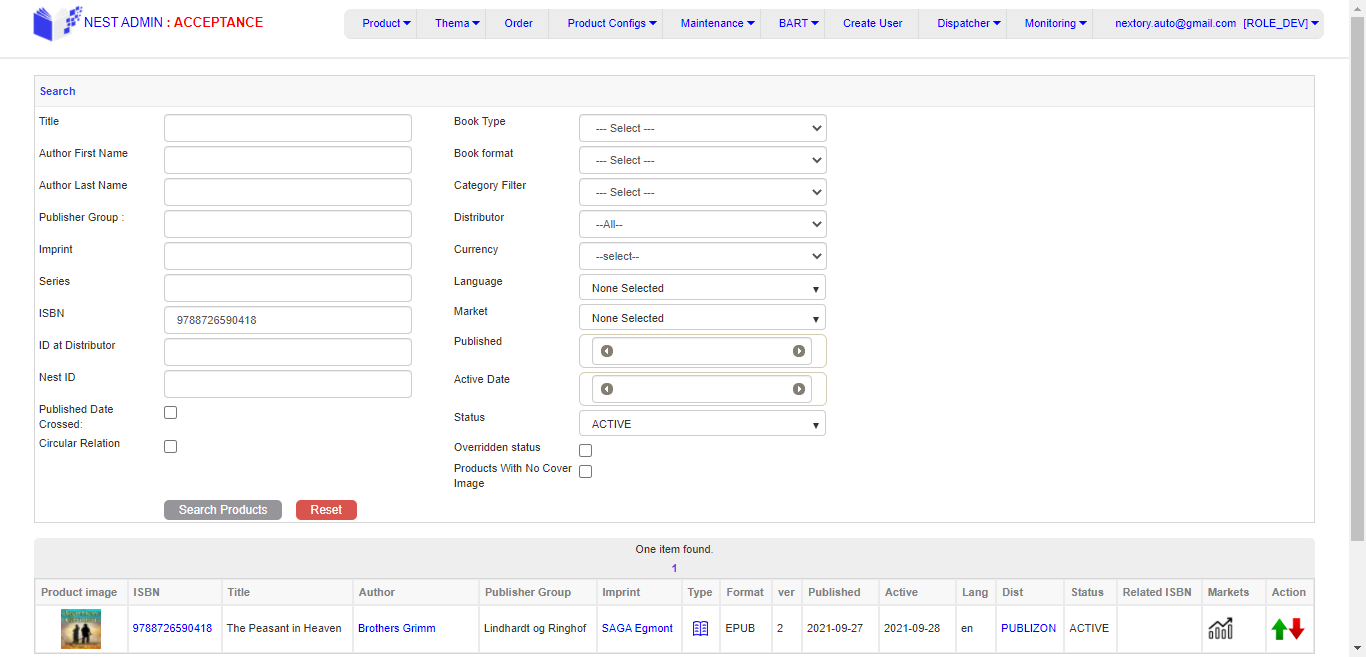 NEST ADMIN : ACCEPTANCE
Product Thema Order Product Configs Maintenance BART Create User Dispatcher Monitoring nextory.auto@gmail.com [ROLE_DEV]
Search
Title
Author First Name
Author Last Name
Publisher Group :
Imprint
Series
ISBN 9788726590418
ID at Distributor
Nest ID
Published Date
Crossed:
Circular Relation
Book Type --- Select ---
Book format --- Select ---
Category Filter --- Select ---
Distributor --All--
Currency --select--
Language None Selected
Market None Selected
Published
Active Date
Status ACTIVE
Overridden status
Products With No Cover
Image
Search Products Reset
One item found.
1
Product image ISBN Title Author Publisher Group Imprint Type Format ver Published Active Lang Dist Status Related ISBN Markets Action
9788726590418 The Peasant in Heaven Brothers Grimm Lindhardt og Ringhof SAGA Egmont EPUB 2 2021-09-27 2021-09-28 en PUBLIZON ACTIVE